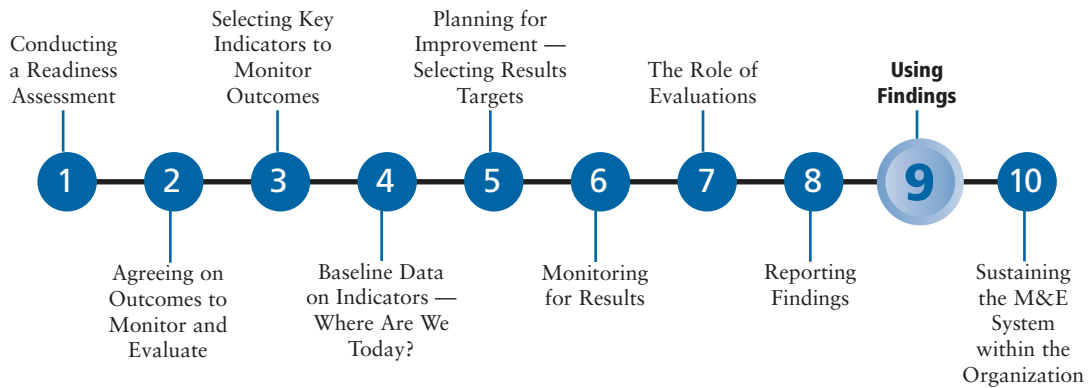 Conducting
a Readiness
Assessment
1
2
Agreeing on
Outcomes to
Monitor and
Evaluate
Selecting Key
Indicators to
Monitor
Outcomes
3
4
Baseline Data
on Indicators —
Where Are We
Today?
Planning for
Improvement —
Selecting Results
Targets
5
6
Monitoring
for Results
The Role of
Evaluations
7
8
Reporting
Findings
Using
Findings
9
10
Sustaining
the M&E
System
within the
Organization